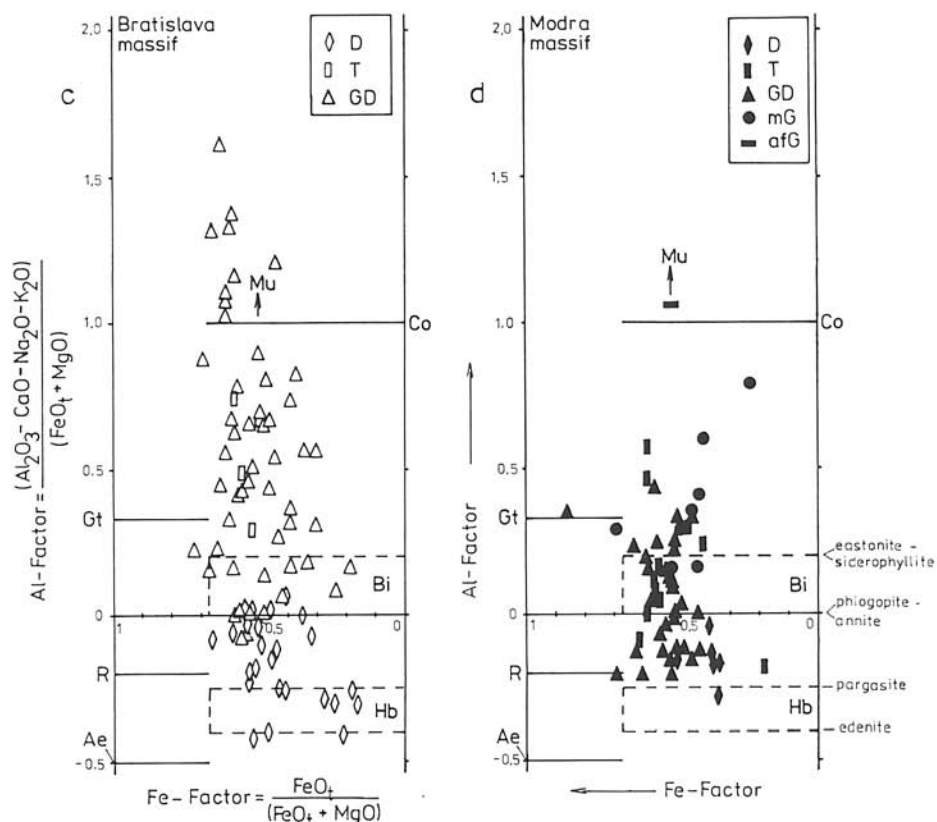 Bratislava massif
c
2,0
1,5
1,0
0,5
0
-0,5
D
T
GD
Mu
Co
Gt
Bi
R
Hb
Ae
1
0,5
0
Al-Factor = (Al₂O₃ - CaO - Na₂O - K₂O) / (FeOt + MgO)
Fe-Factor = FeOt / (FeOt + MgO)
Modra massif
d
2,0
1,5
1,0
0,5
0
-0,5
D
T
GD
mG
afG
Mu
Co
Al-Factor
Gt
Bi
R
Hb
Ae
1
0,5
0
eastonite - siderophyllite
phlogopite - annite
pargasite
edenite
Fe-Factor